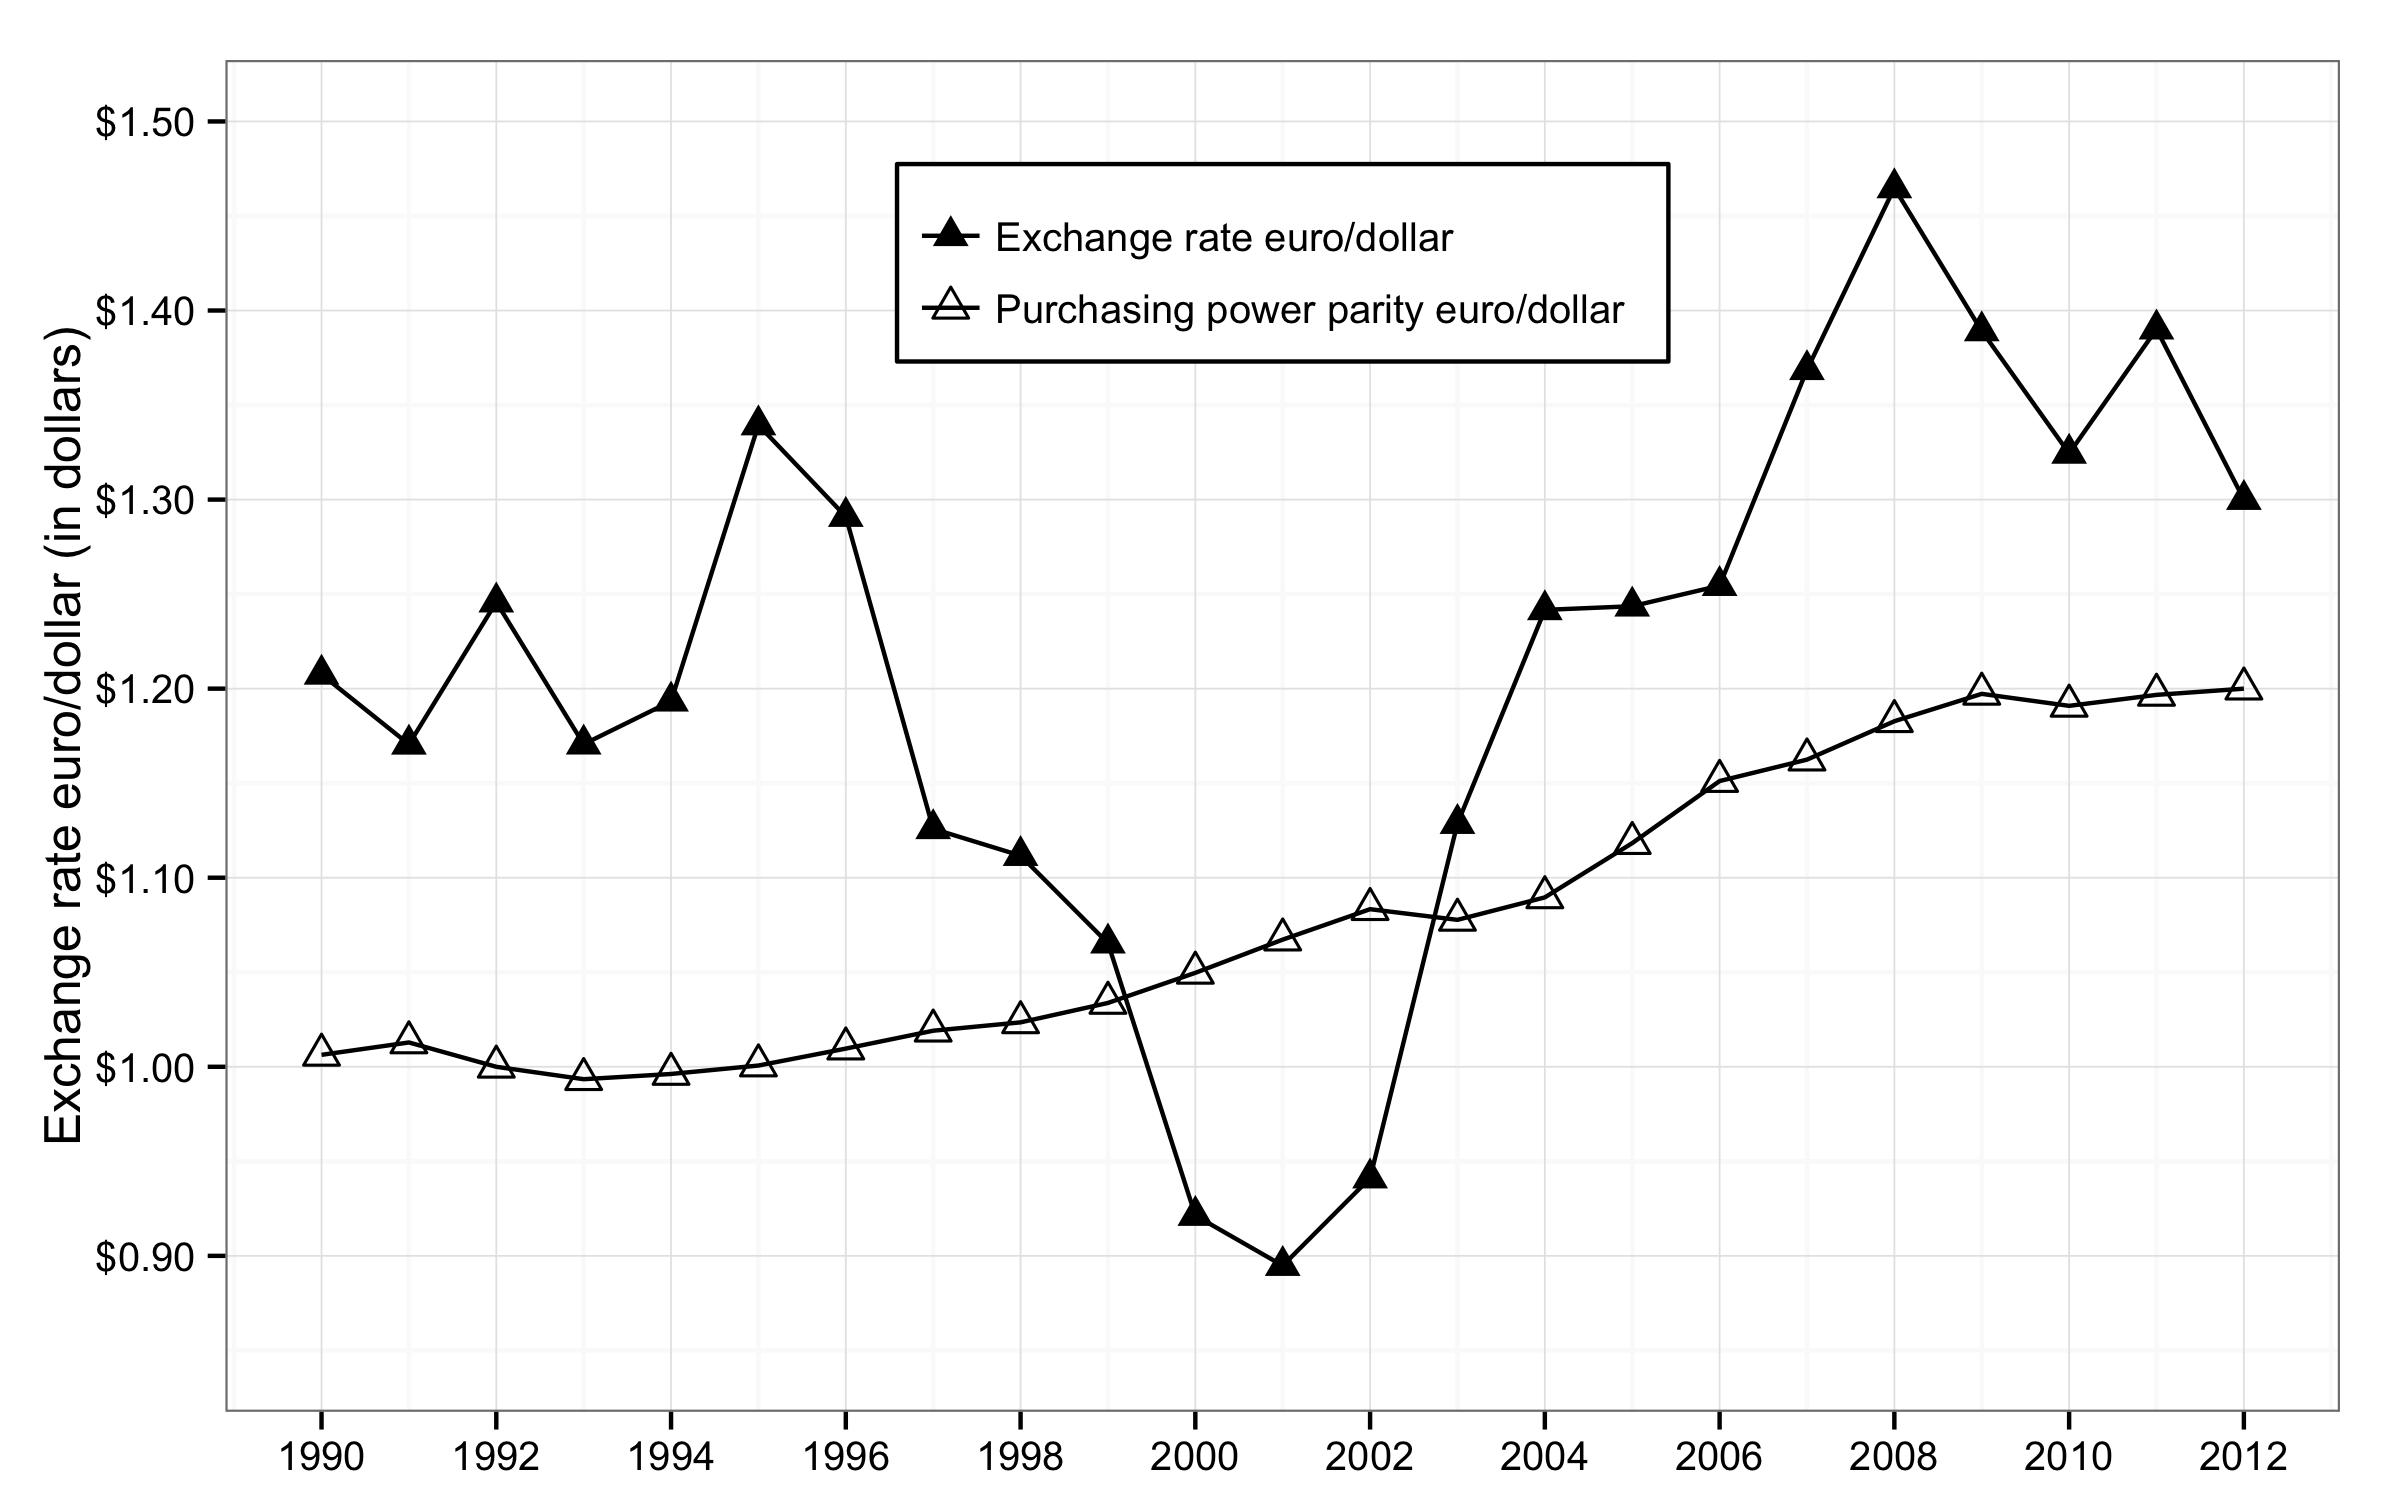 Exchange rate euro/dollar (in dollars)
$1.50
$1.40
$1.30
$1.20
$1.10
$1.00
$0.90
Exchange rate euro/dollar
Purchasing power parity euro/dollar
1990 1992 1994 1996 1998 2000 2002 2004 2006 2008 2010 2012